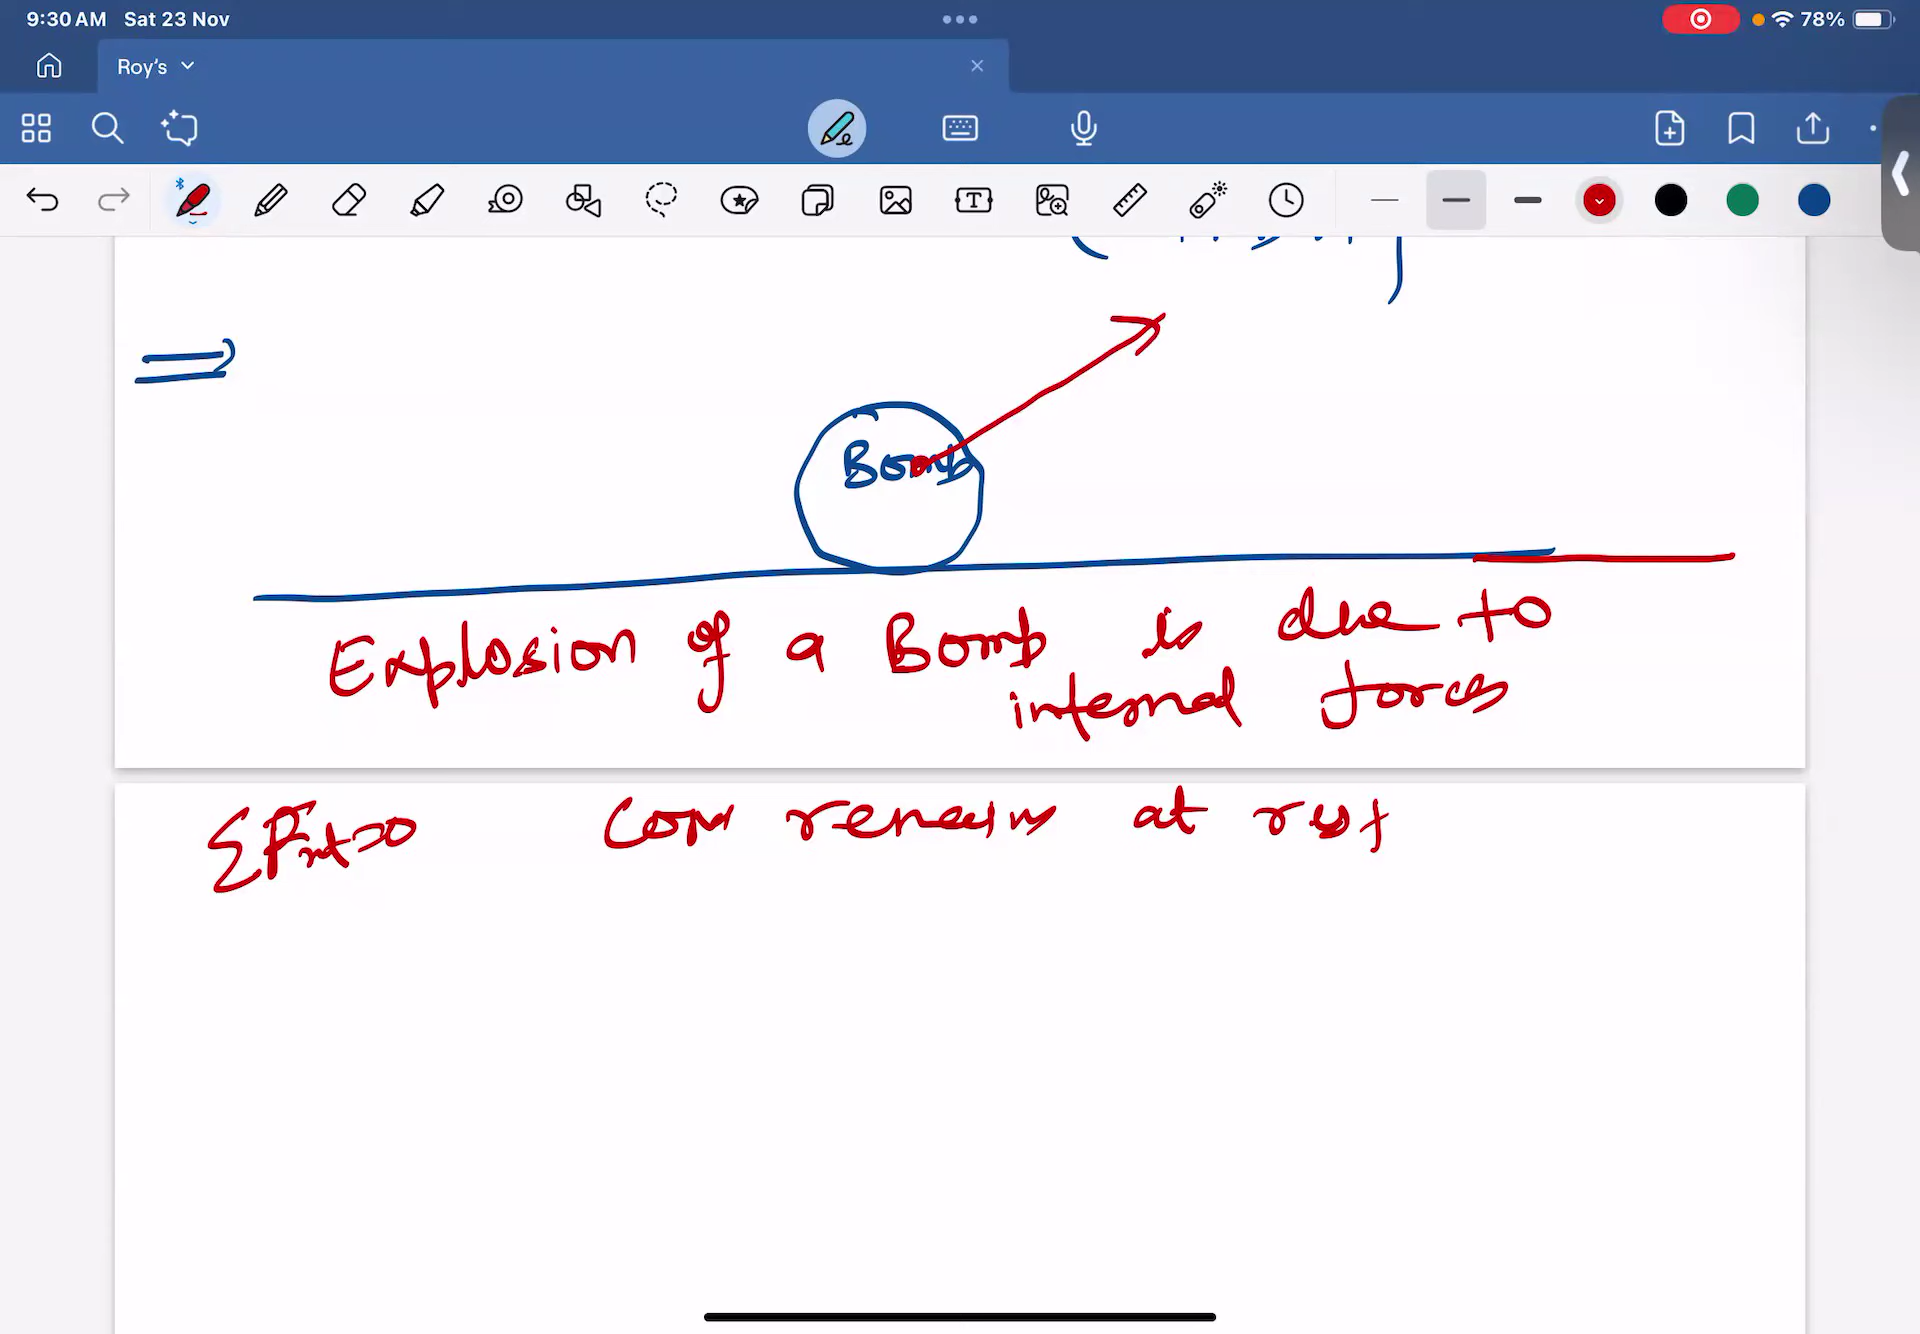 9:30 AM Sat 23 Nov
78%
Roy's
T
Bomb
Explosion of a Bomb is due to
internal forces
ΣFext=0 COM remains at rest